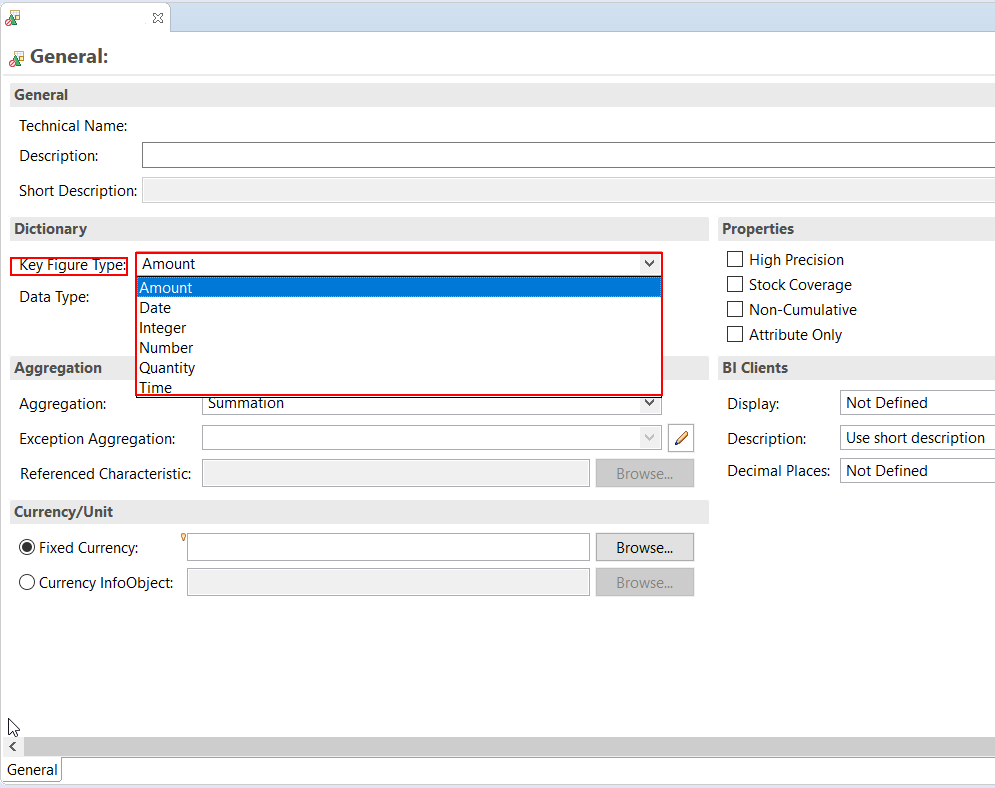 General:
General
Technical Name:
Description:
Short Description:
Dictionary
Key Figure Type: Amount
Amount
Date
Integer
Number
Quantity
Time
Data Type:
Properties
High Precision
Stock Coverage
Non-Cumulative
Attribute Only
Aggregation
Aggregation: Summation
Exception Aggregation:
Referenced Characteristic: Browse...
BI Clients
Display: Not Defined
Description: Use short description
Decimal Places: Not Defined
Currency/Unit
Fixed Currency: Browse...
Currency InfoObject: Browse...
General